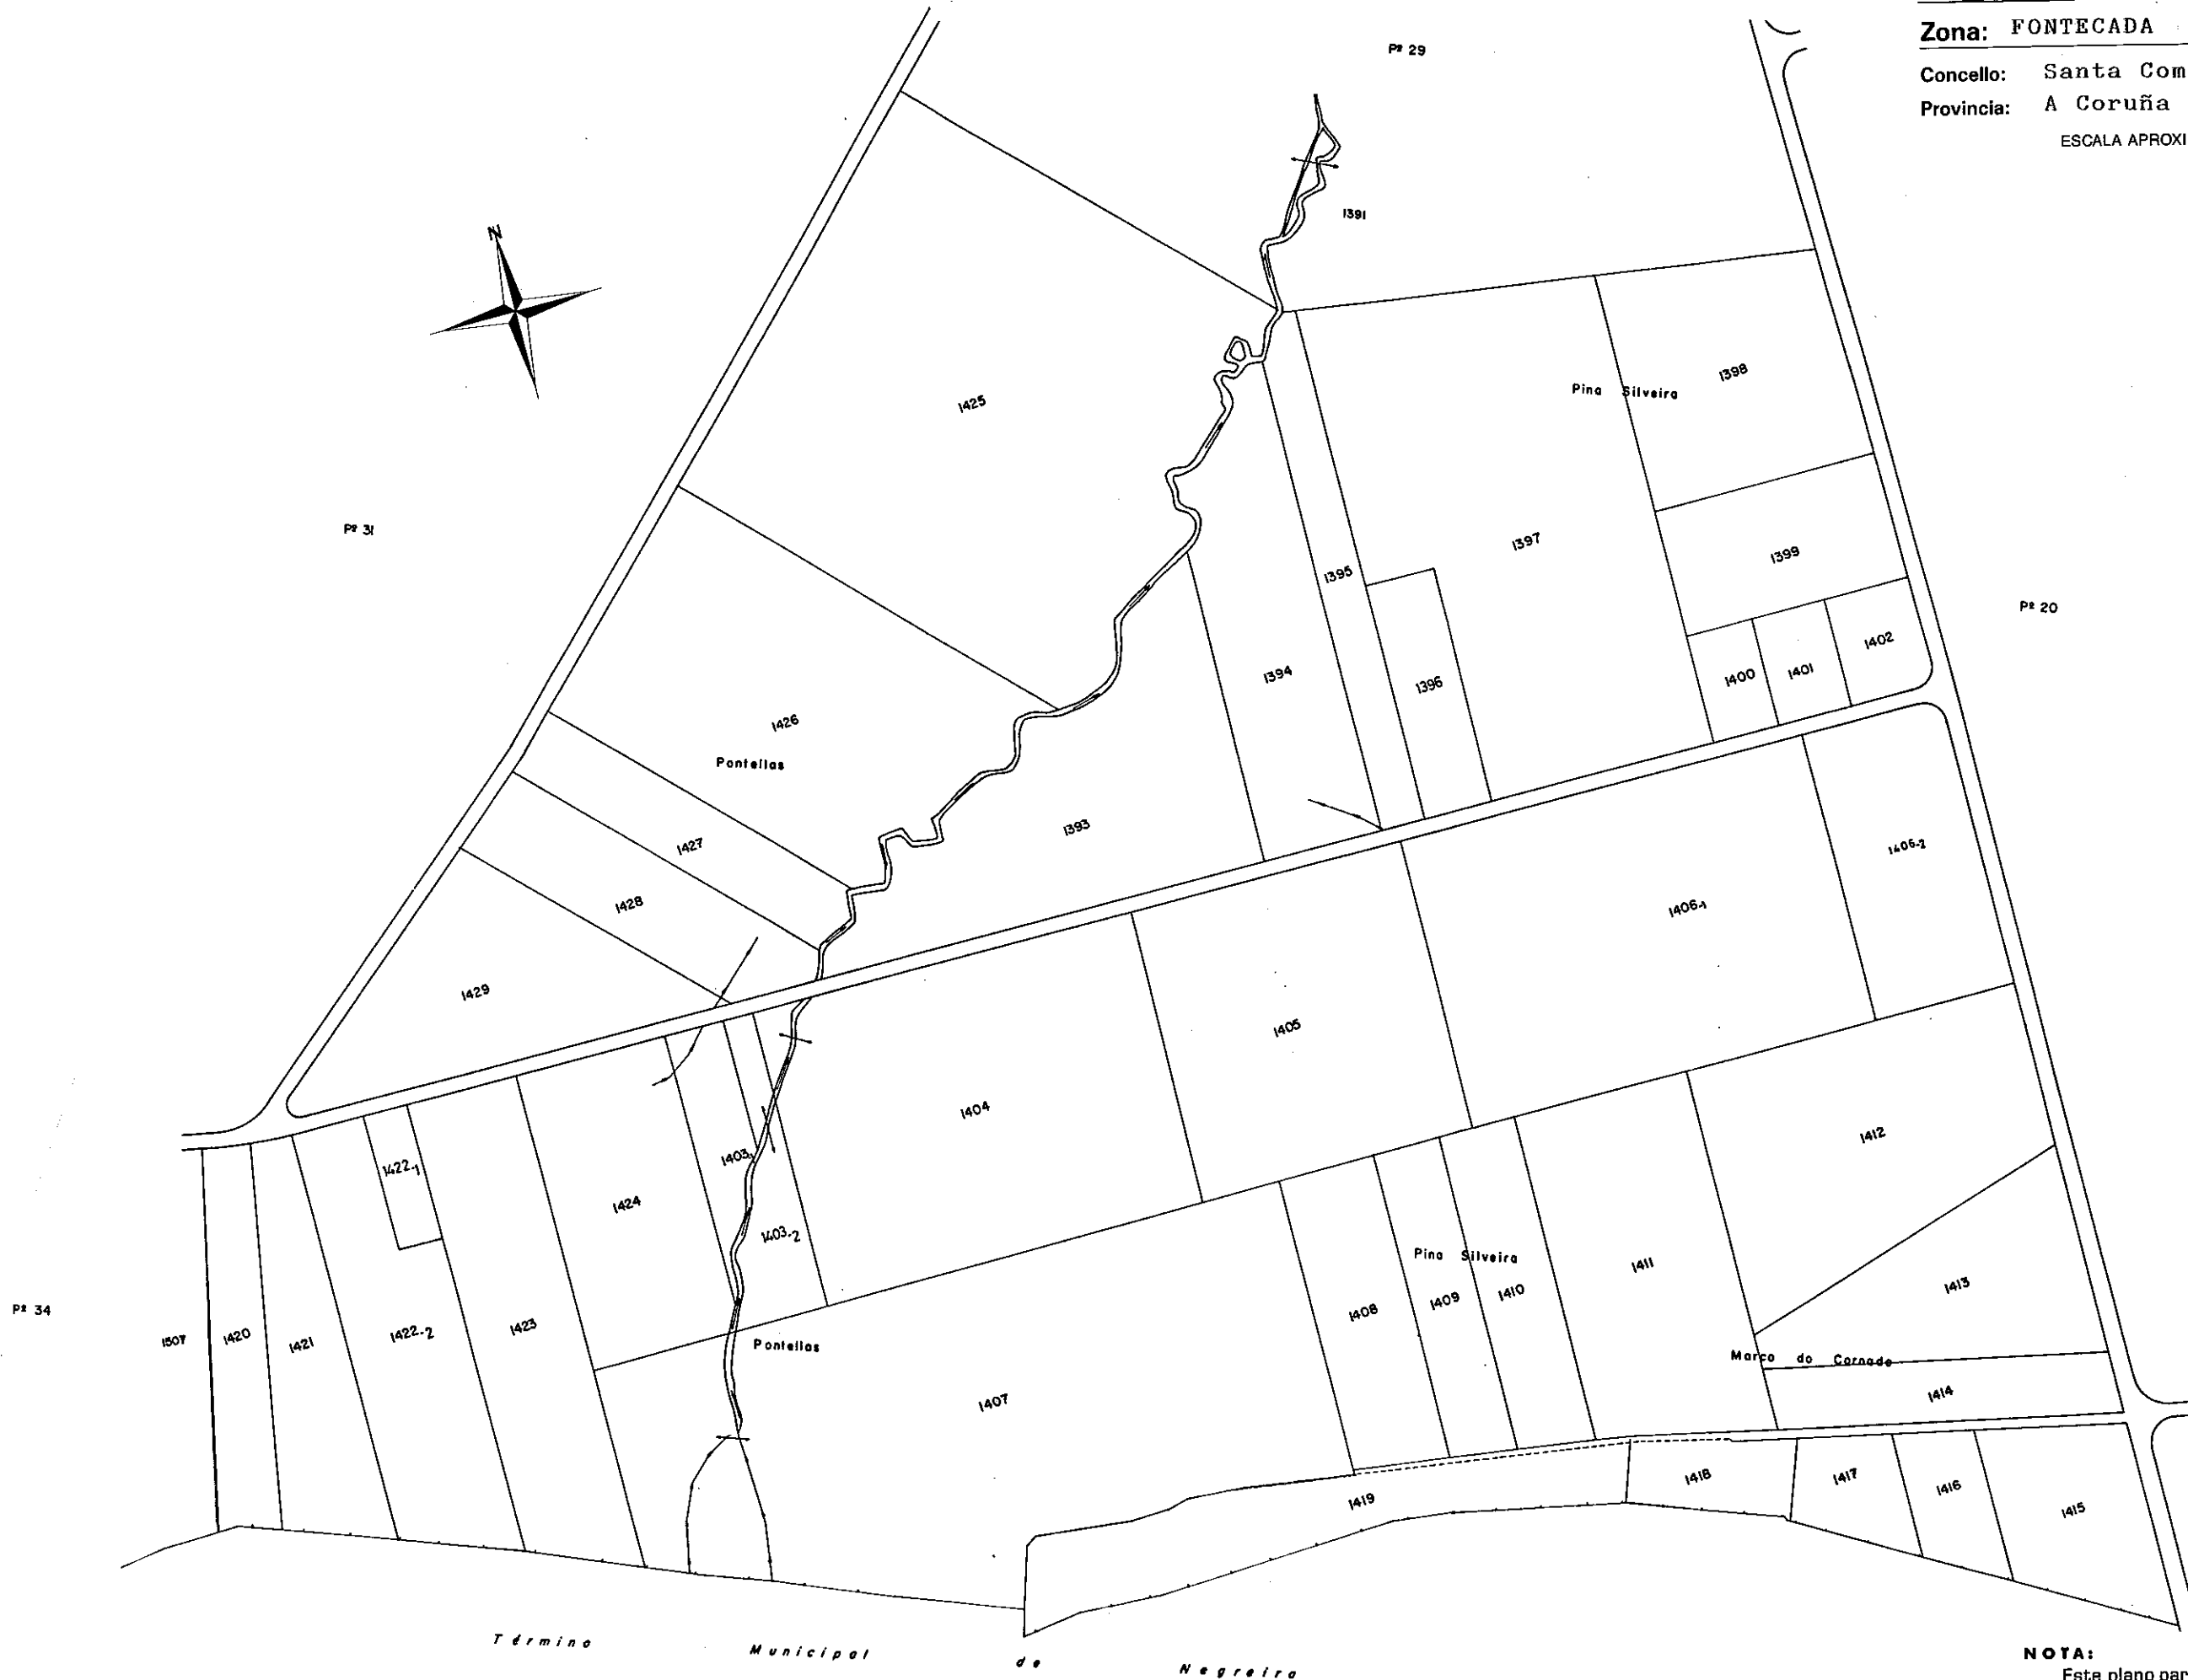 Zona: FONTECADA
Concello: Santa Com
Provincia: A Coruña
ESCALA APROXI
Pº 29
N
1391
1398
Pina Silveira
1425
Pº 31
1397
1399
1395
Pº 20
1402
1401
1400
1394
1396
1426
Pontellas
1393
1427
1406-2
1428
1406-1
1429
1405
1404
1412
1403-1
1422-1
1424
1403-2
Pina Silveira
1411
1413
1410
1409
1408
Pº 34
1507
1420
1421
1422-2
1423
Pontellas
Marco do Cornado
1414
1407
1418
1417
1416
1415
1419
Término Municipal de Negreira
NOTA:
Este plano par